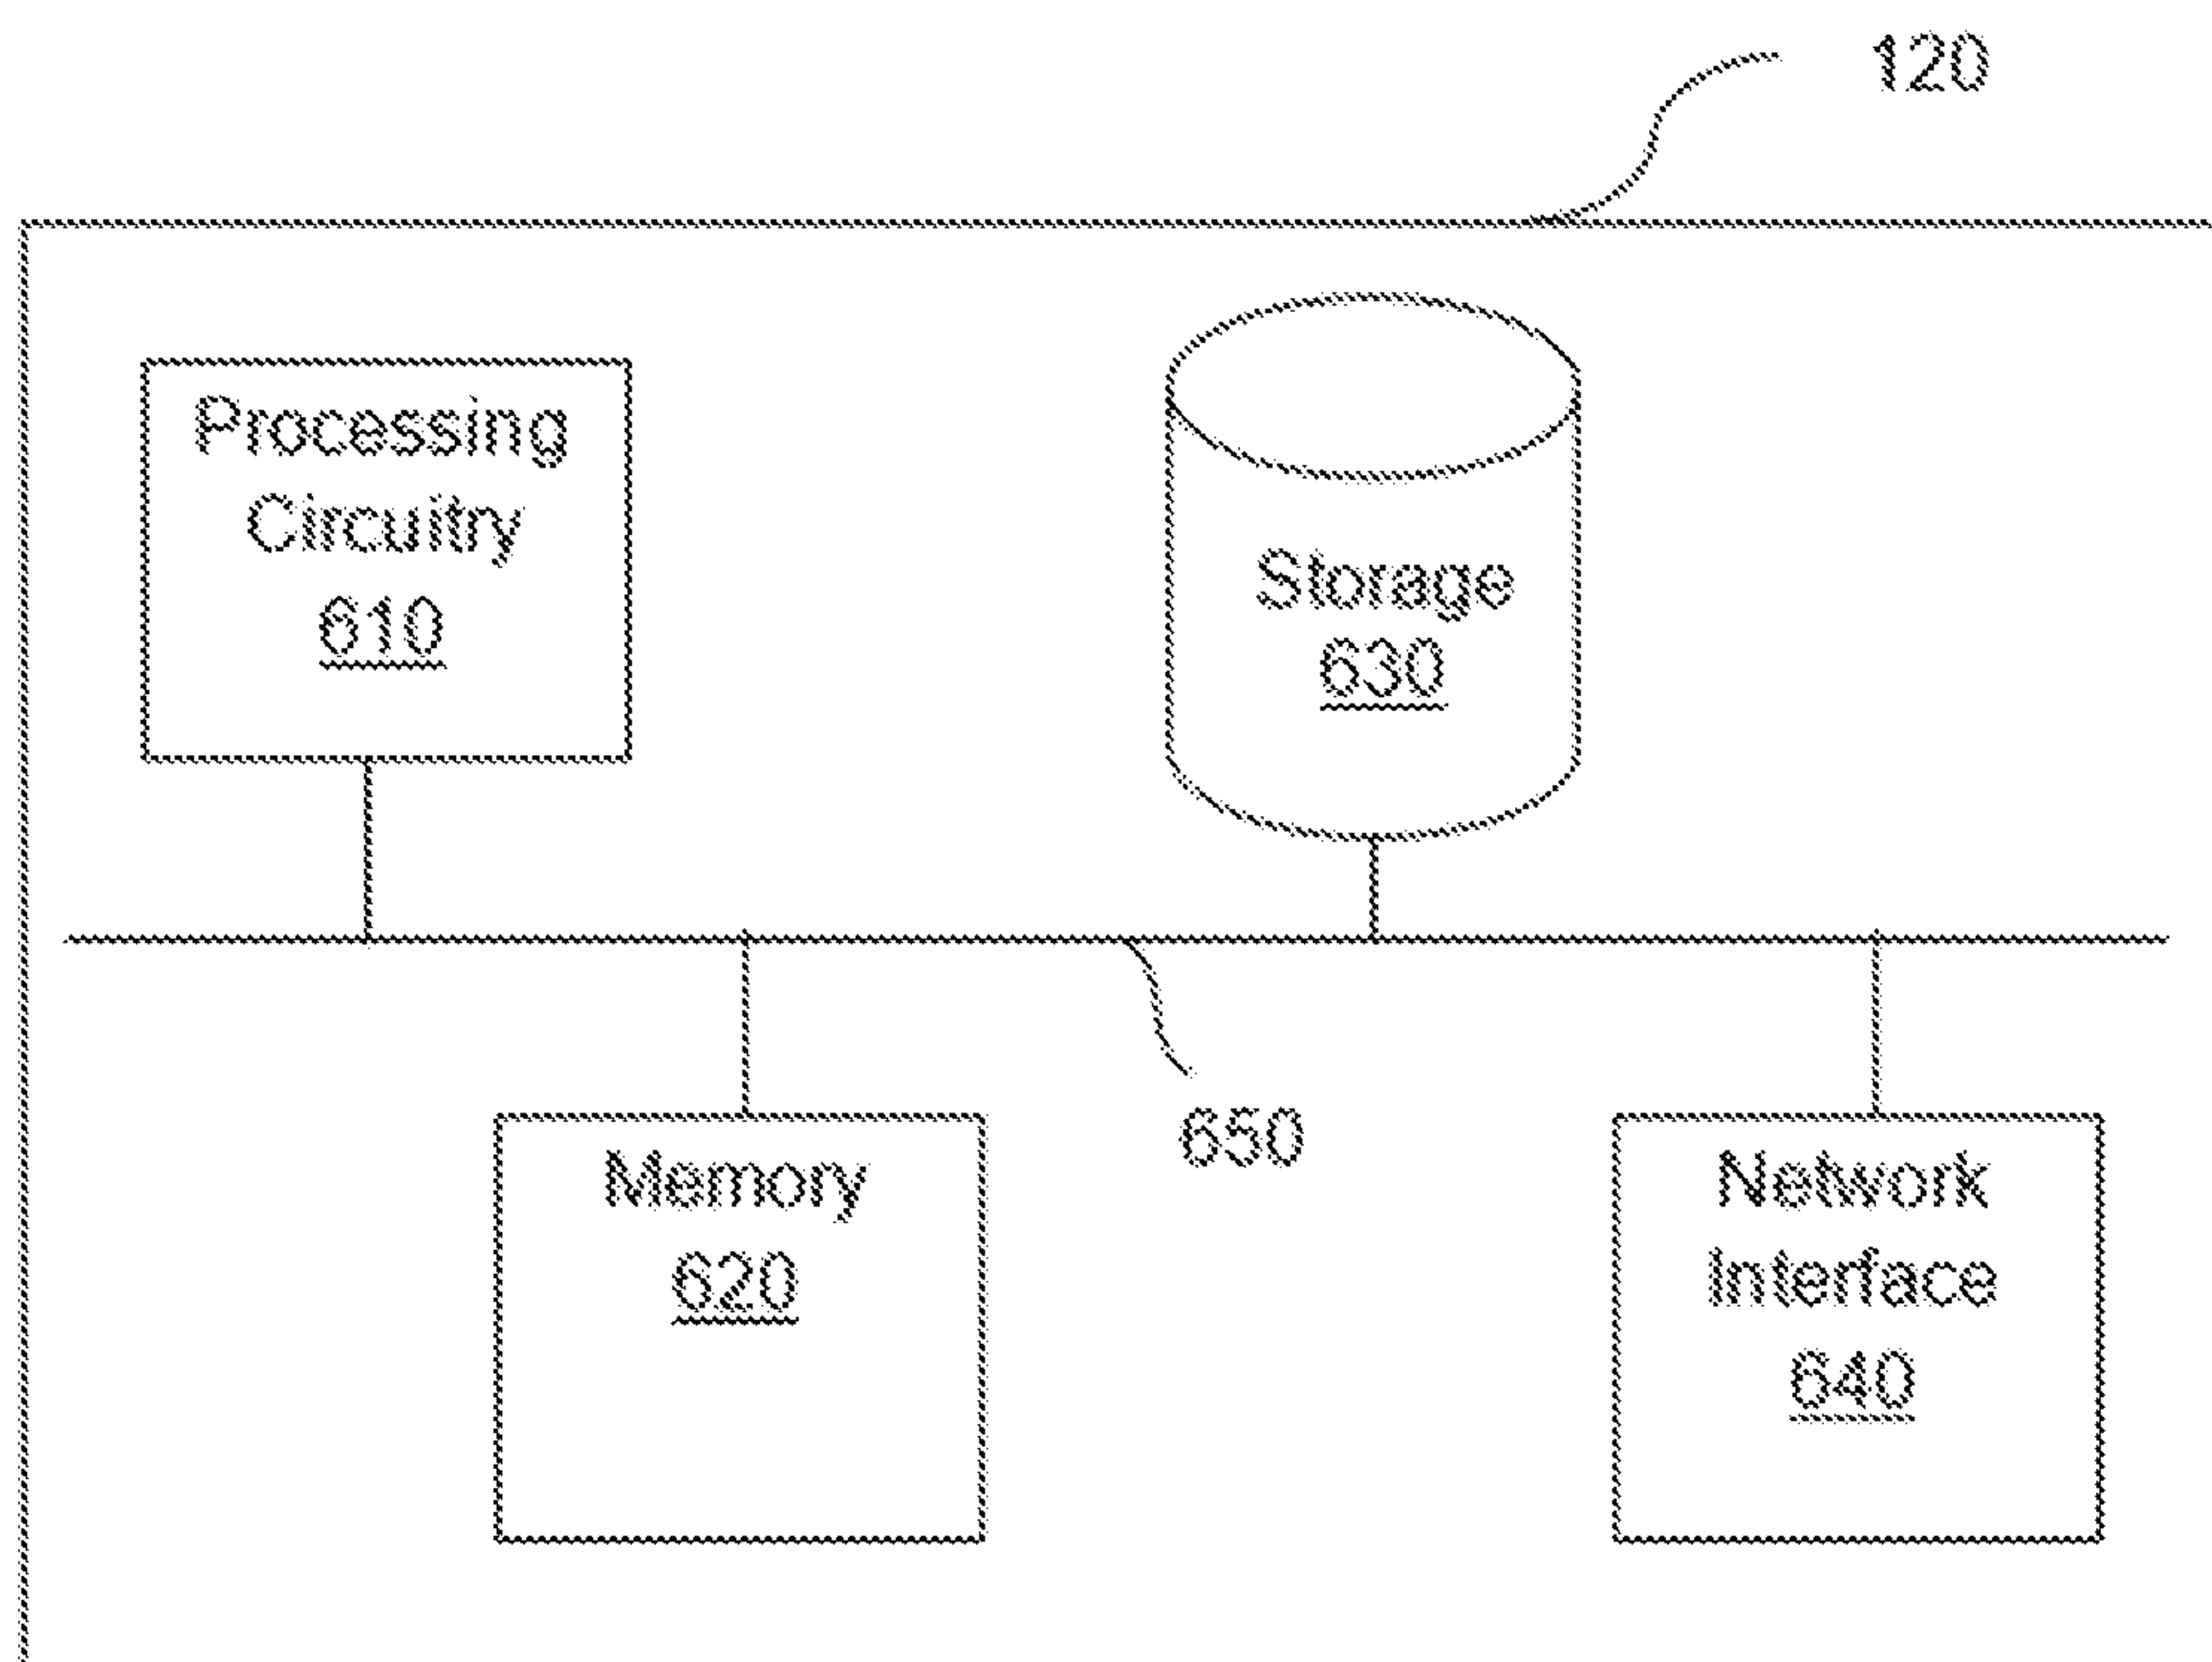 120
Processing
Circuitry
610
Storage
630
650
Memory
620
Network
Interface
640